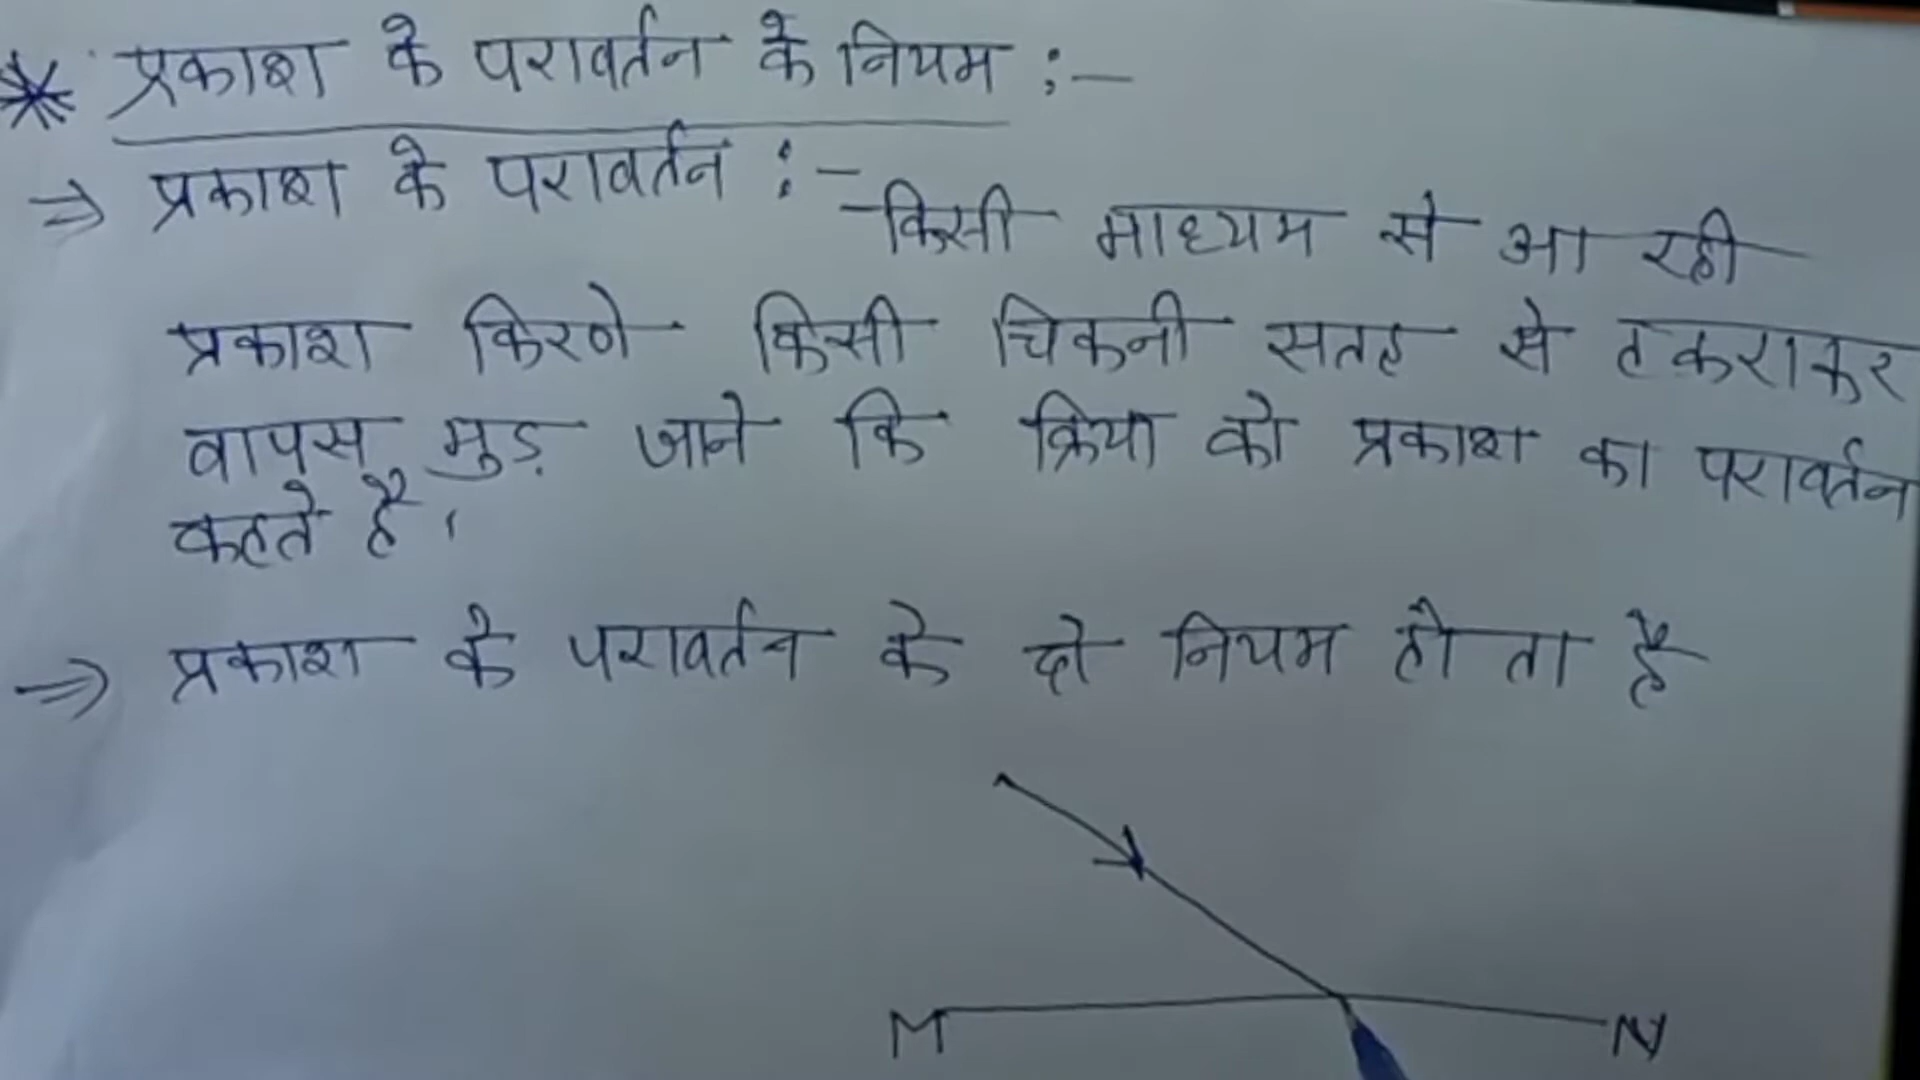 प्रकाश के परावर्तन के नियम :-
⇒ प्रकाश के परावर्तन :- किसी माध्यम से आ रही
प्रकाश किरणे किसी चिकनी सतह से टकराकर
वापस मुड़ जाने कि क्रिया को प्रकाश का परावर्तन
कहते है।
⇒ प्रकाश के परावर्तन के दो नियम होता है
M N